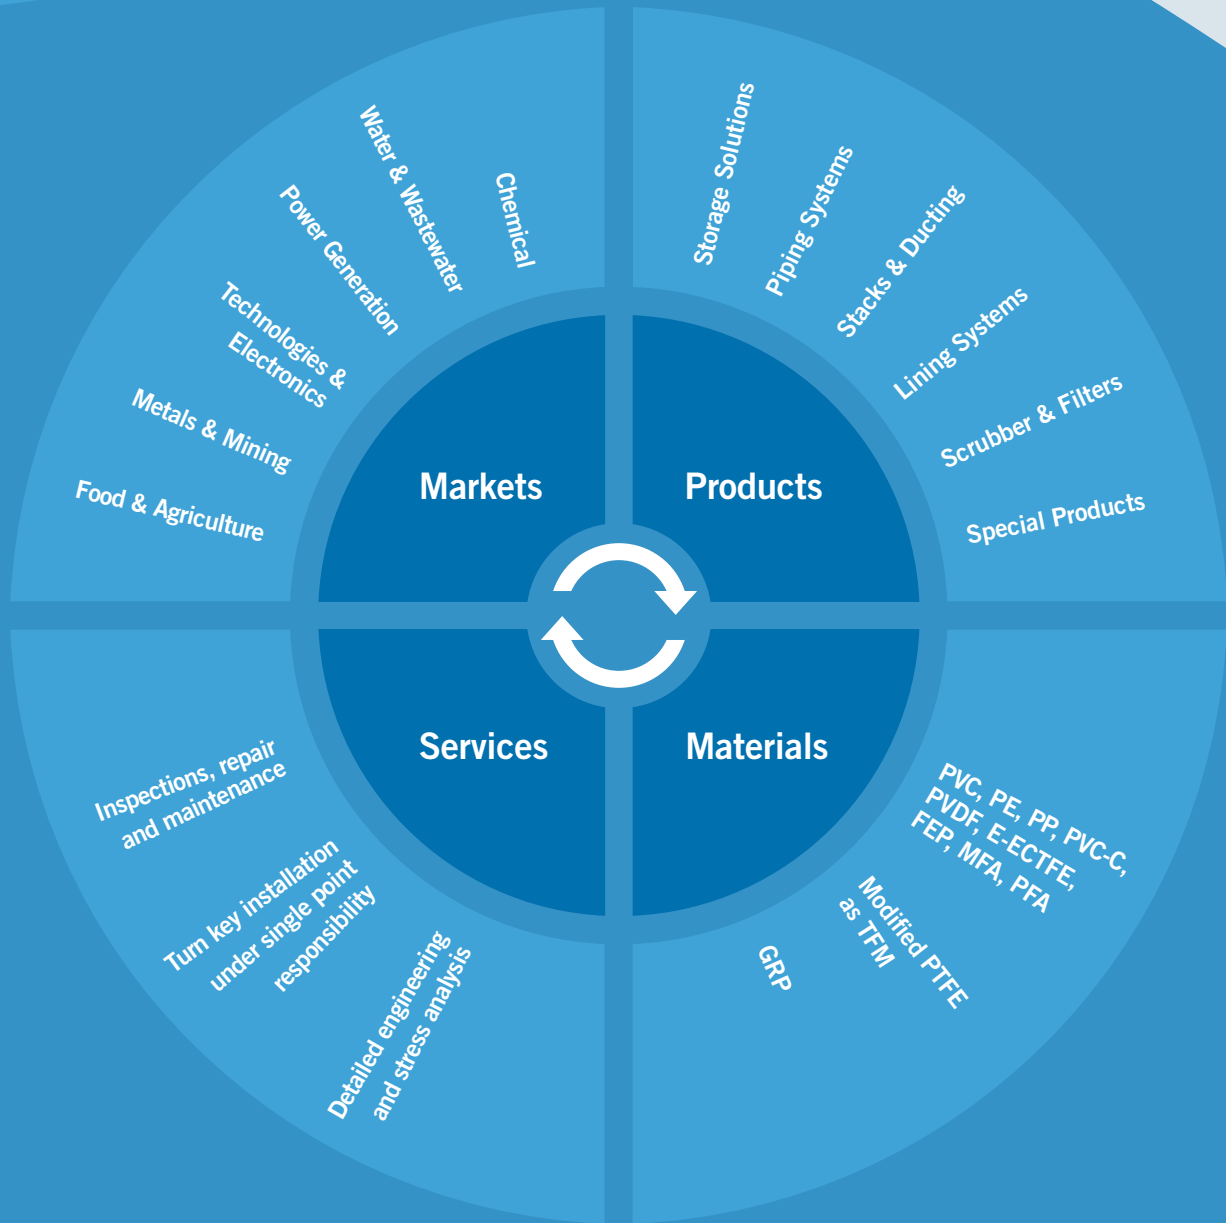 Markets
Chemical
Water & Wastewater
Power Generation
Technologies &
Electronics
Metals & Mining
Food & Agriculture
Products
Storage Solutions
Piping Systems
Stacks & Ducting
Lining Systems
Scrubber & Filters
Special Products
Services
Inspections, repair
and maintenance
Turn key installation
under single point
responsibility
Detailed engineering
and stress analysis
Materials
PVC, PE, PP, PVC-C,
PVDF, E-ECTFE,
FEP, MFA, PFA
Modified PTFE
as TFM
GRP